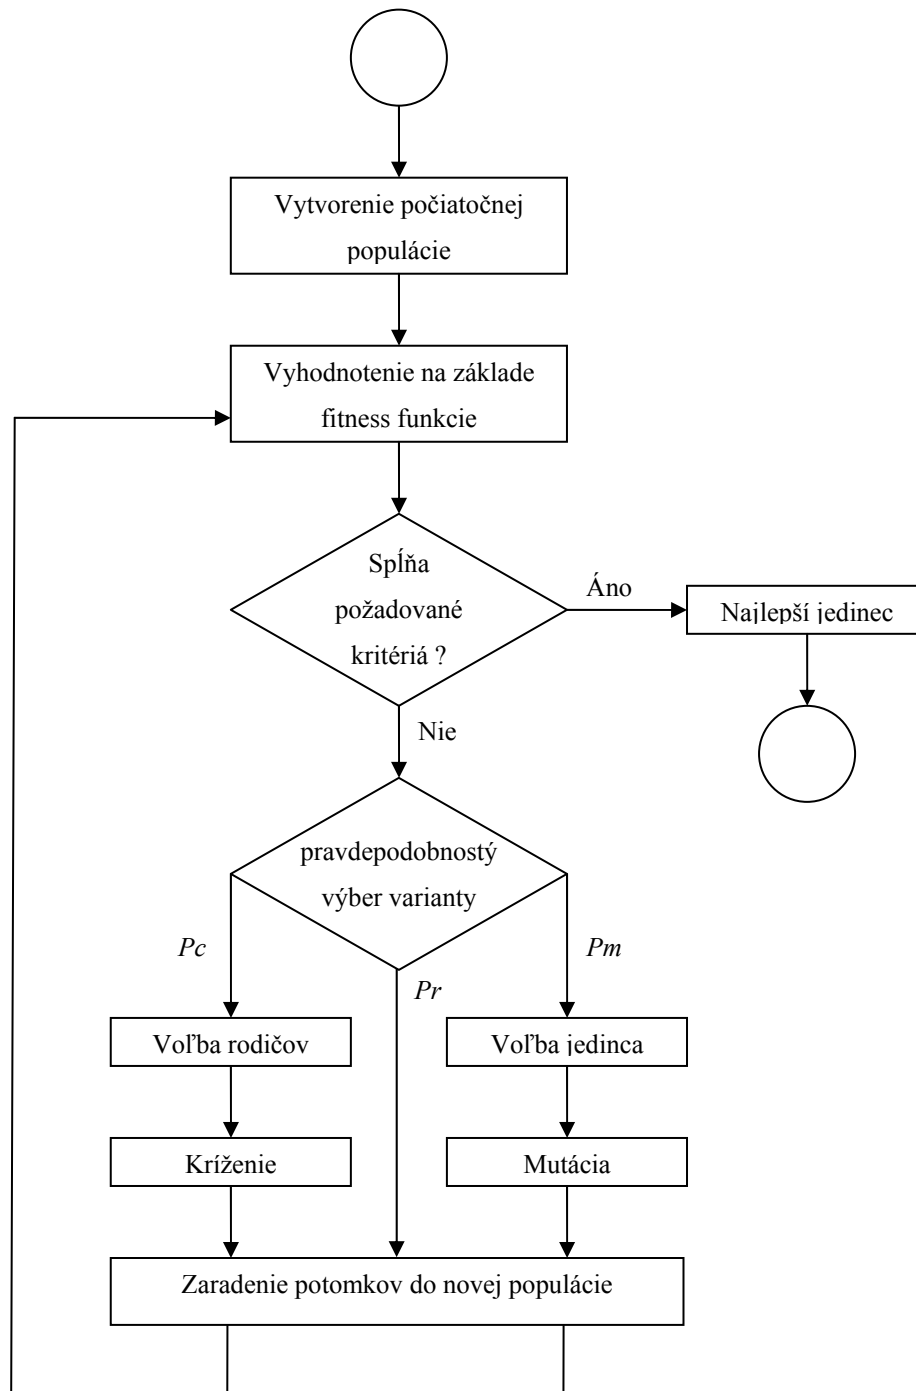 Vytvorenie počiatočnej
populácie
Vyhodnotenie na základe
fitness funkcie
Spĺňa
požadované
kritériá ?
Áno
Najlepší jedinec
Nie
pravdepodobnostý
výber varianty
Pc
Pr
Pm
Voľba rodičov
Voľba jedinca
Kríženie
Mutácia
Zaradenie potomkov do novej populácie